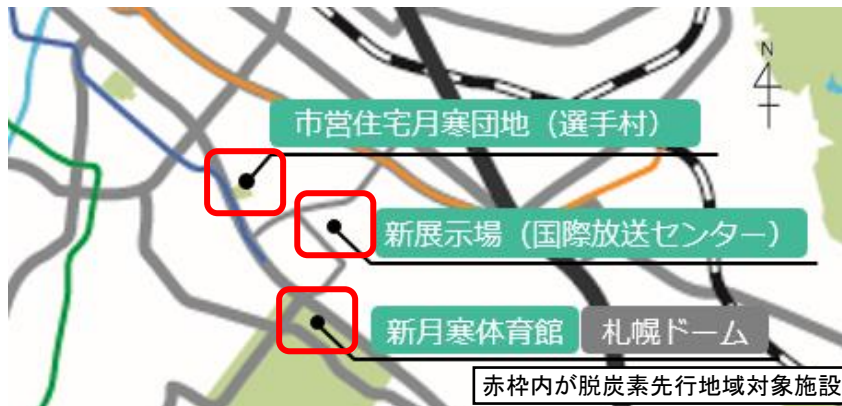 N
市営住宅月寒団地（選手村）
新展示場（国際放送センター）
新月寒体育館 札幌ドーム
赤枠内が脱炭素先行地域対象施設